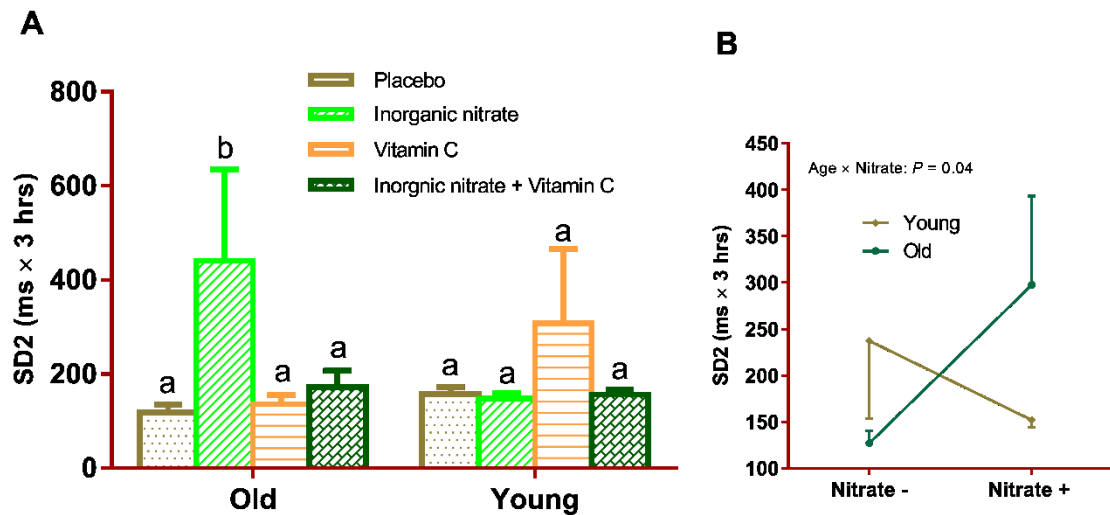 A
Placebo
Inorganic nitrate
Vitamin C
Inorgnic nitrate + Vitamin C
SD2 (ms × 3 hrs)
800
600
400
200
0
a
b
a
a
a
a
a
a
Old
Young
B
Age × Nitrate: P = 0.04
Young
Old
SD2 (ms × 3 hrs)
450
400
350
300
250
200
150
100
Nitrate -
Nitrate +